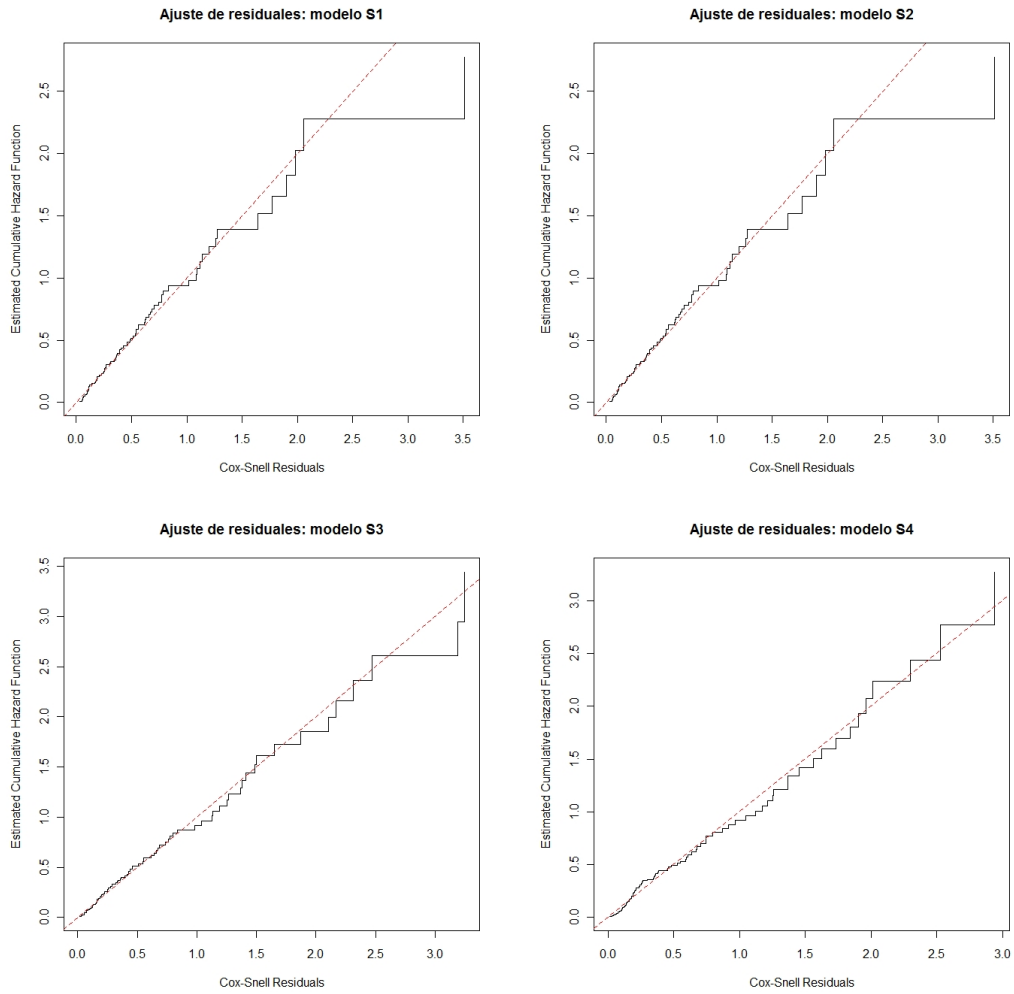 Ajuste de residuales: modelo S1
Estimated Cumulative Hazard Function
2.5
2.0
1.5
1.0
0.5
0.0
0.0 0.5 1.0 1.5 2.0 2.5 3.0 3.5
Cox-Snell Residuals
Ajuste de residuales: modelo S2
Estimated Cumulative Hazard Function
2.5
2.0
1.5
1.0
0.5
0.0
0.0 0.5 1.0 1.5 2.0 2.5 3.0 3.5
Cox-Snell Residuals
Ajuste de residuales: modelo S3
Estimated Cumulative Hazard Function
3.5
3.0
2.5
2.0
1.5
1.0
0.5
0.0
0.0 0.5 1.0 1.5 2.0 2.5 3.0
Cox-Snell Residuals
Ajuste de residuales: modelo S4
Estimated Cumulative Hazard Function
3.0
2.5
2.0
1.5
1.0
0.5
0.0
0.0 0.5 1.0 1.5 2.0 2.5 3.0
Cox-Snell Residuals